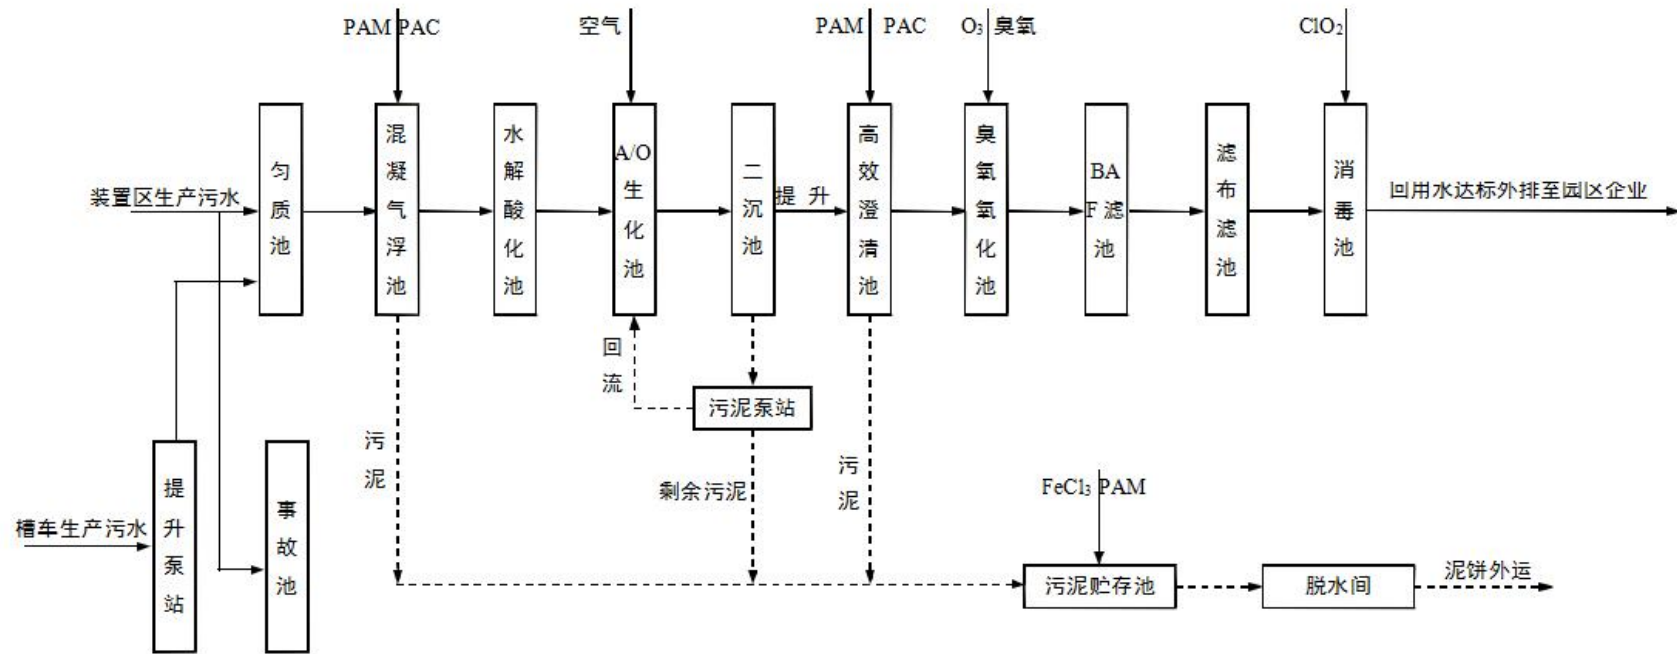 PAM PAC
空气
PAM PAC
O₃ 臭氧
ClO₂
装置区生产污水
匀质池
混凝气浮池
水解酸化池
A/O生化池
二沉池
提升
高效澄清池
臭氧氧化池
BAF滤池
滤布滤池
消毒池
回用水达标外排至园区企业
回流
污泥泵站
污泥
剩余污泥
污泥
FeCl₃ PAM
槽车生产污水
提升泵站
事故池
污泥贮存池
脱水间
泥饼外运